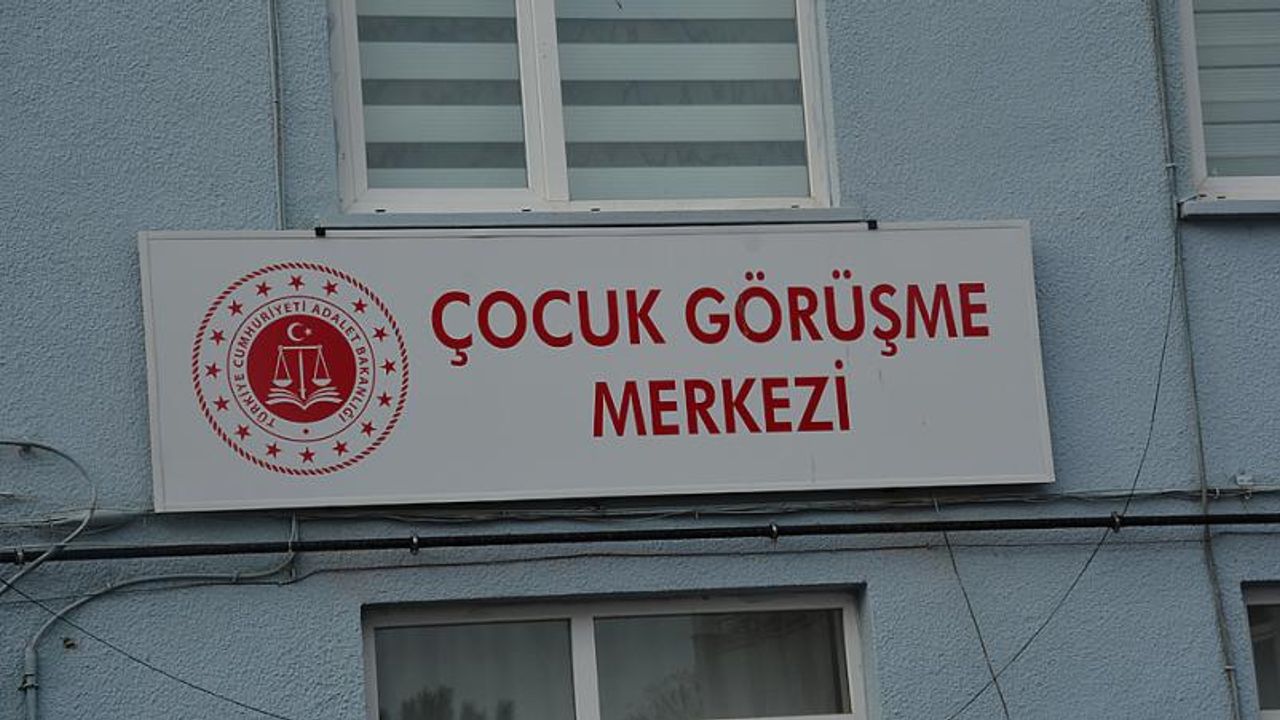 TÜRKİYE CUMHURİYETİ ADALET BAKANLIĞI
ÇOCUK GÖRÜŞME
MERKEZİ